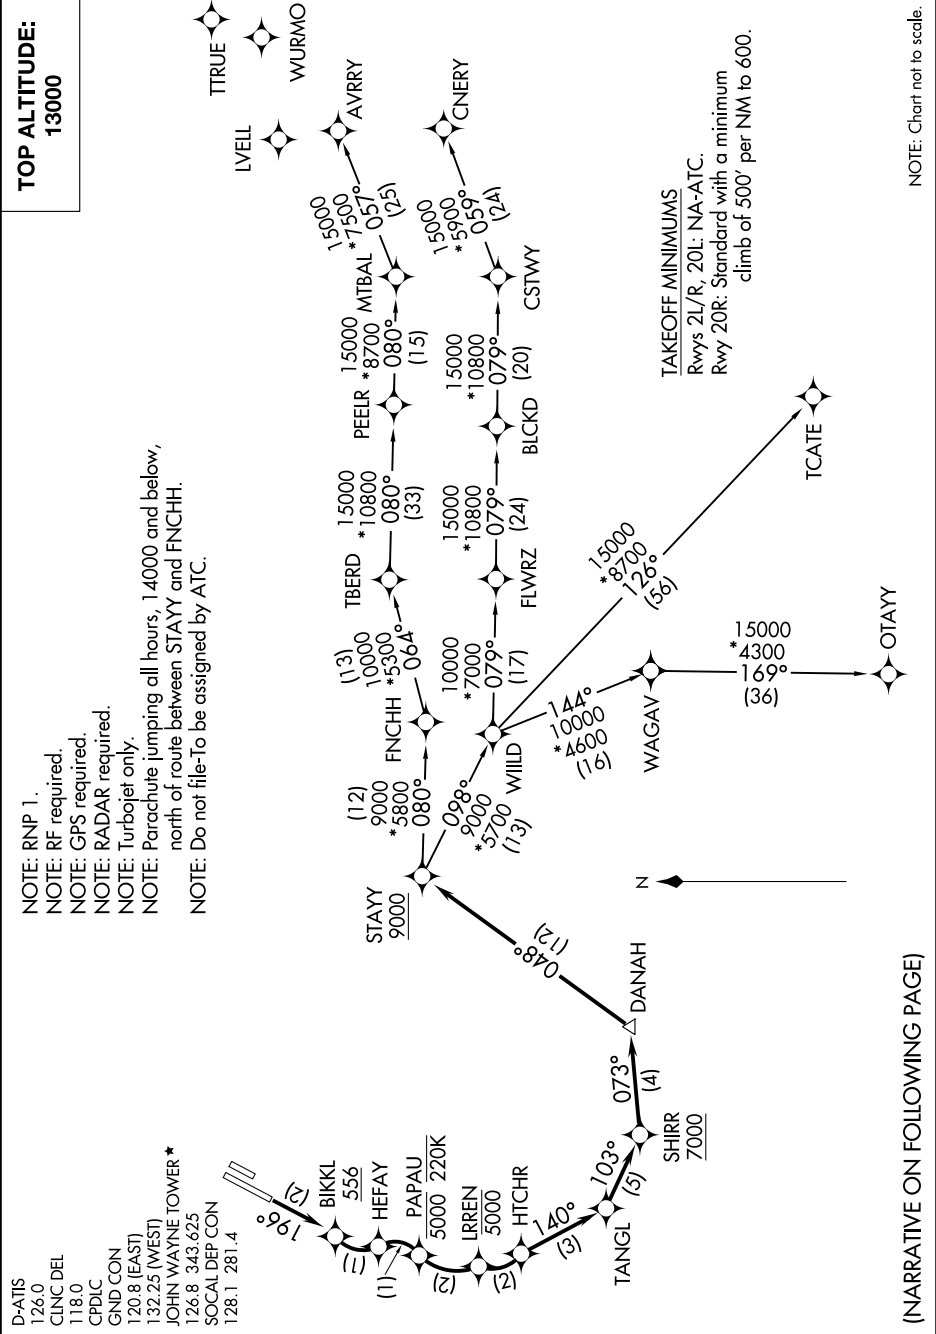 TOP ALTITUDE:
13000
D-ATIS
126.0
CLNC DEL
118.0
CPDLC
GND CON
120.8 (EAST)
132.25 (WEST)
JOHN WAYNE TOWER★
126.8 343.625
SOCAL DEP CON
128.1 281.4
NOTE: RNP 1.
NOTE: RF required.
NOTE: GPS required.
NOTE: RADAR required.
NOTE: Turbojet only.
NOTE: Parachute jumping all hours, 14000 and below,
north of route between STAYY and FNCHH.
NOTE: Do not file-To be assigned by ATC.
TTRUE
WURMO
LVELL
AVRRY
CNERY
196°
(2)
BIKKL
556
(1)
HEFAY
(1)
PAPAU
5000 220K
(2)
LRREN
5000
(2)
HTCHR
140°
(3)
TANGL
103°
(5)
SHIRR
7000
073°
(4)
DANAH
048°
(12)
STAYY
9000
(12)
9000
*5800
080°
FNCHH
(13)
10000
*5300
064°
TBERD
15000
*10800
080°
(33)
PEELR
15000
*8700
080°
(15)
MTBAL
15000
*7500
057°
(25)
098°
9000
*5700
(13)
WIILD
10000
*7000
079°
(17)
FLWRZ
15000
*10800
079°
(24)
BLCKD
15000
*10800
079°
(20)
CSTWY
15000
*5900
059°
(24)
15000
*8700
126°
(56)
TCATE
144°
10000
*4600
(16)
WAGAV
15000
*4300
169°
(36)
OTAYY
N
TAKEOFF MINIMUMS
Rwys 2L/R, 20L: NA-ATC.
Rwy 20R: Standard with a minimum
climb of 500' per NM to 600.
(NARRATIVE ON FOLLOWING PAGE)
NOTE: Chart not to scale.